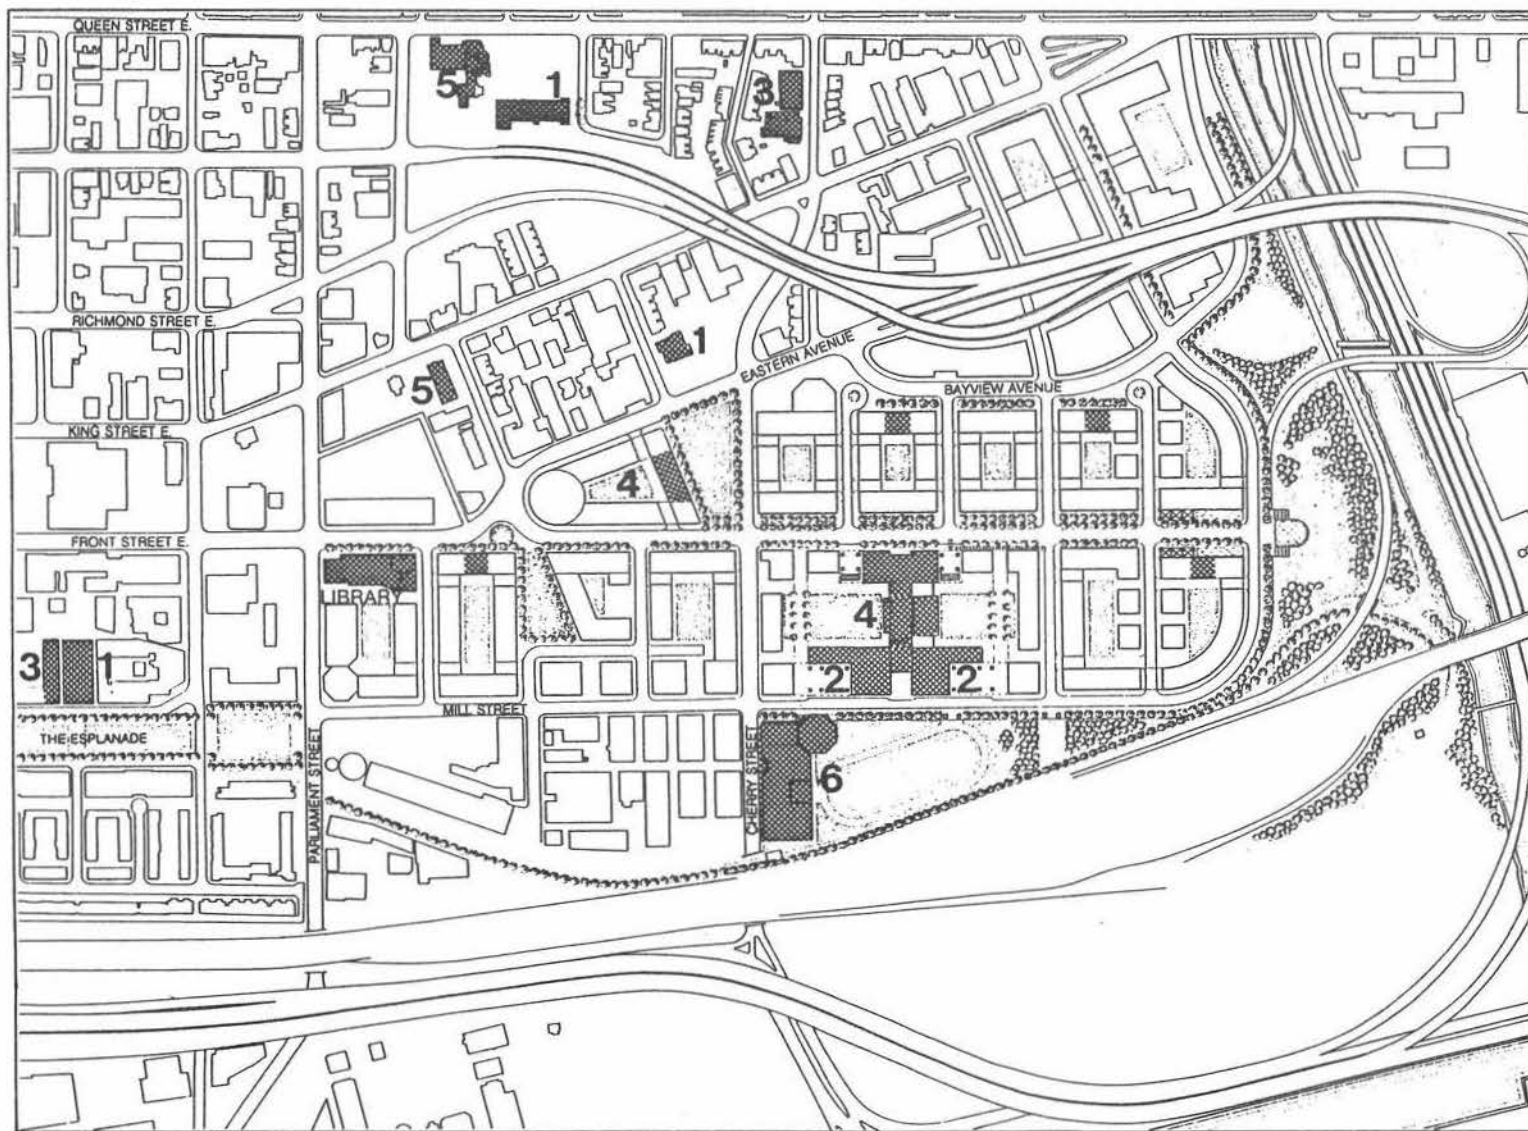 QUEEN STREET E.
5
1
3
RICHMOND STREET E.
1
EASTERN AVENUE
5
BAYVIEW AVENUE
KING STREET E.
4
FRONT STREET E.
LIBRARY
4
3
1
2
2
MILL STREET
THE ESPLANADE
PARLIAMENT STREET
CHERRY STREET
6